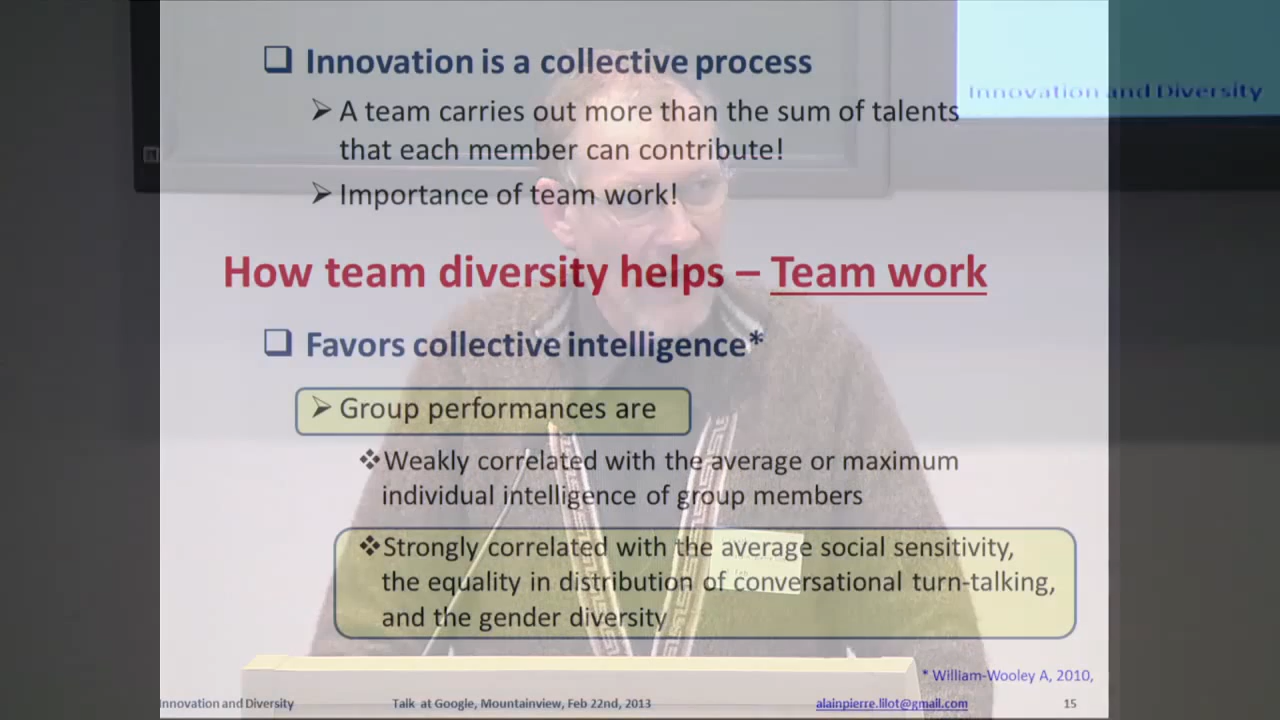 Innovation is a collective process
A team carries out more than the sum of talents
that each member can contribute!
Importance of team work!
Innovation and Diversity
How team diversity helps – Team work
Favors collective intelligence*
Group performances are
Weakly correlated with the average or maximum
individual intelligence of group members
Strongly correlated with the average social sensitivity,
the equality in distribution of conversational turn-talking,
and the gender diversity
* William-Wooley A, 2010,
Innovation and Diversity
Talk at Google, Mountainview, Feb 22nd, 2013
alainpierre.lilot@gmail.com
15